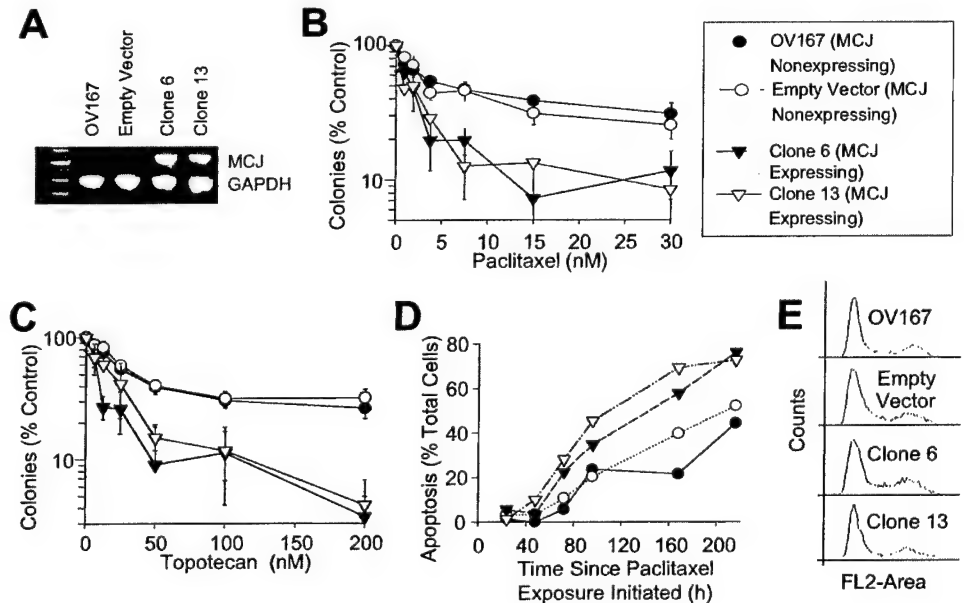 A
OV167
Empty Vector
Clone 6
Clone 13
MCJ
GAPDH
B
Colonies (% Control)
100
10
0 5 10 15 20 25 30
Paclitaxel (nM)
OV167 (MCJ
Nonexpressing)
Empty Vector (MCJ
Nonexpressing)
Clone 6 (MCJ
Expressing)
Clone 13 (MCJ
Expressing)
C
Colonies (% Control)
100
10
0 50 100 150 200
Topotecan (nM)
D
Apoptosis (% Total Cells)
80
60
40
20
0
0 40 80 120 160 200
Time Since Paclitaxel
Exposure Initiated (h)
E
Counts
OV167
Empty
Vector
Clone 6
Clone 13
FL2-Area